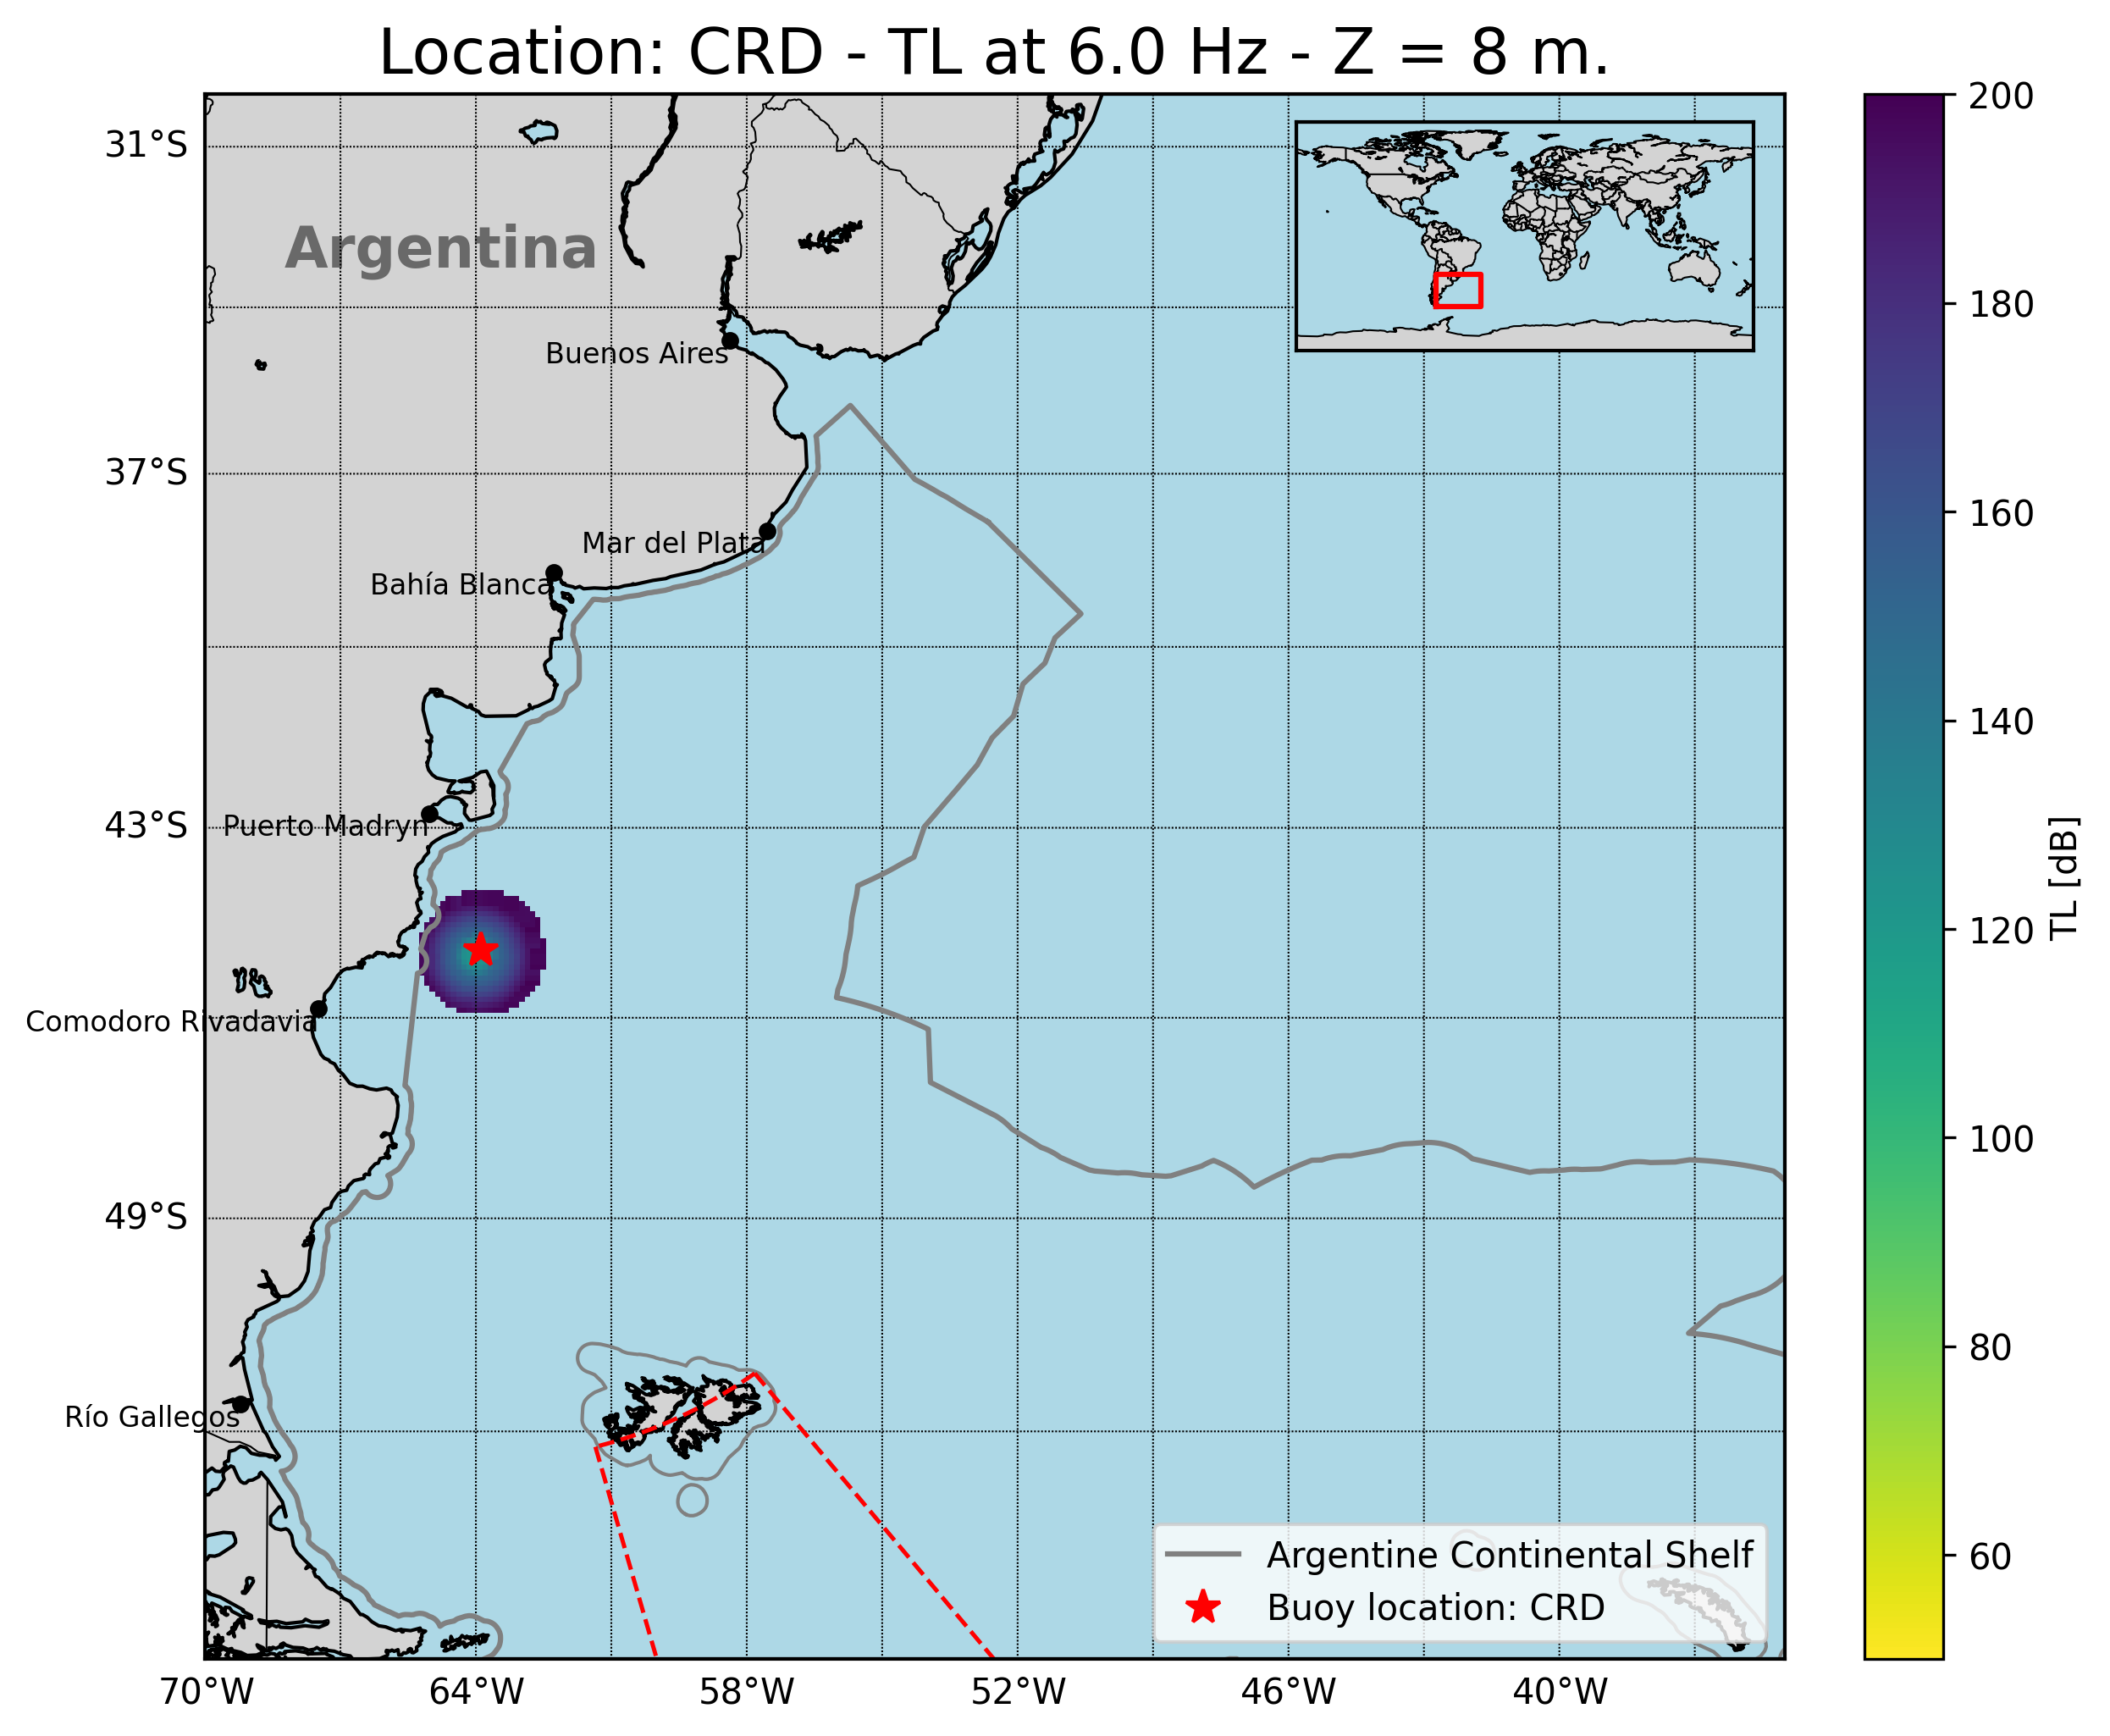 Location: CRD - TL at 6.0 Hz - Z = 8 m.
31°S
37°S
43°S
49°S
Argentina
Buenos Aires
Mar del Plata
Bahía Blanca
Puerto Madryn
Comodoro Rivadavia
Río Gallegos
Argentine Continental Shelf
Buoy location: CRD
70°W
64°W
58°W
52°W
46°W
40°W
200
180
160
140
120
100
80
60
TL [dB]